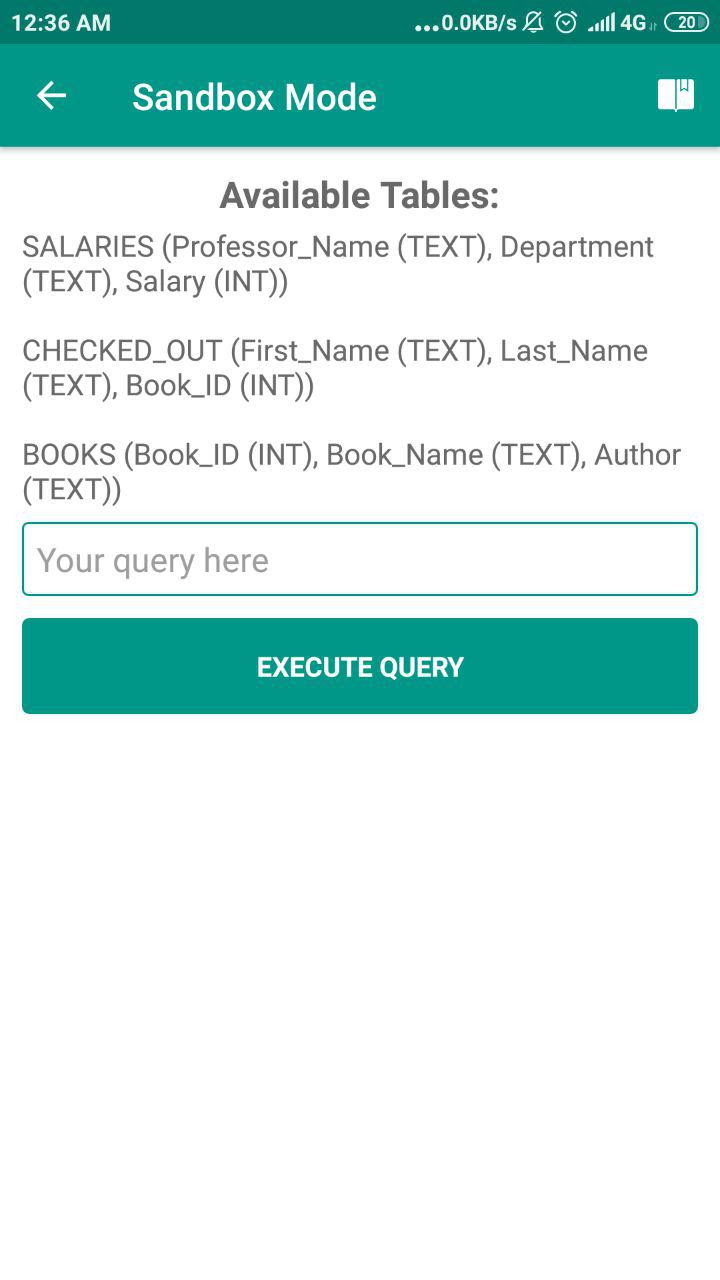 12:36 AM ...0.0KB/s 4G 20
Sandbox Mode
Available Tables:
SALARIES (Professor_Name (TEXT), Department
(TEXT), Salary (INT))
CHECKED_OUT (First_Name (TEXT), Last_Name
(TEXT), Book_ID (INT))
BOOKS (Book_ID (INT), Book_Name (TEXT), Author
(TEXT))
Your query here
EXECUTE QUERY